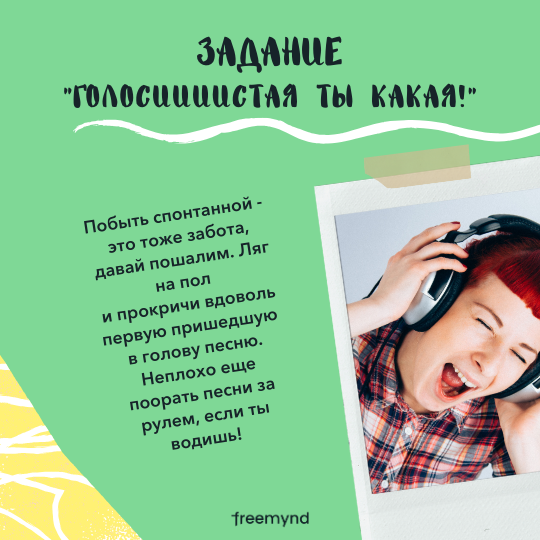 ЗАДАНИЕ
"ГОЛОСИИИИСТАЯ ТЫ КАКАЯ!"
Побыть спонтанной -
это тоже забота,
давай пошалим. Ляг
на пол
и прокричи вдоволь
первую пришедшую
в голову песню.
Неплохо еще
поорать песни за
рулем, если ты
водишь!
freemynd